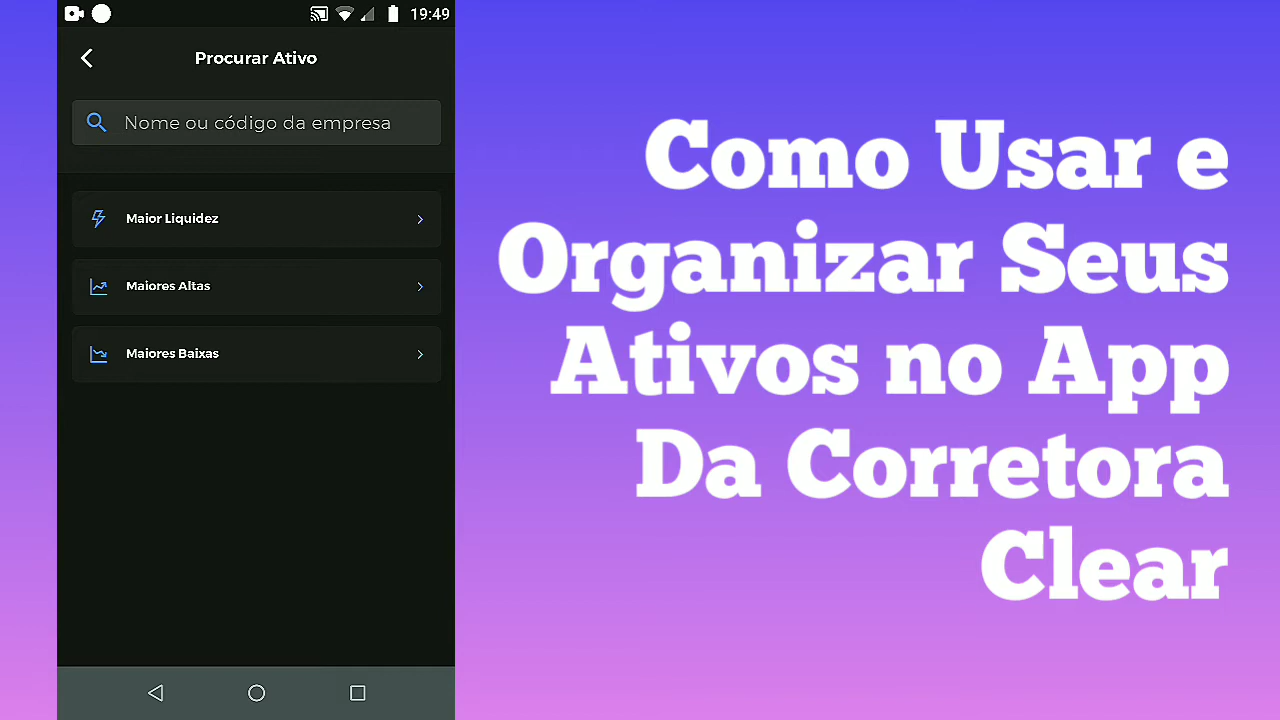 19:49
Procurar Ativo
Nome ou código da empresa
Maior Liquidez
Maiores Altas
Maiores Baixas
Como Usar e
Organizar Seus
Ativos no App
Da Corretora
Clear